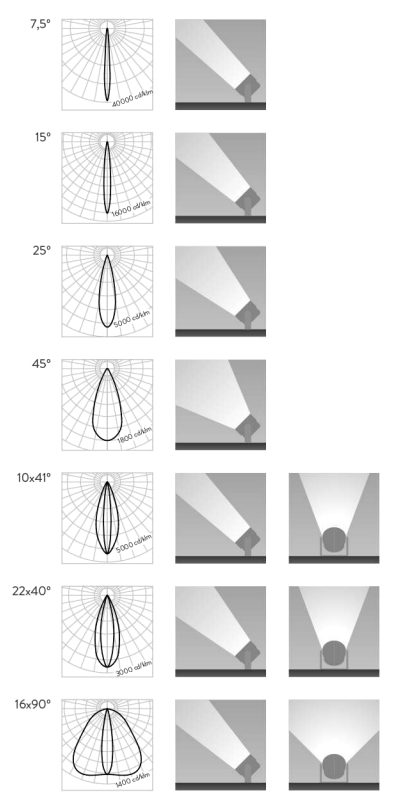 7,5°
40000 cd/klm
15°
16000 cd/klm
25°
5000 cd/klm
45°
1800 cd/klm
10x41°
5000 cd/klm
22x40°
3000 cd/klm
16x90°
1400 cd/klm